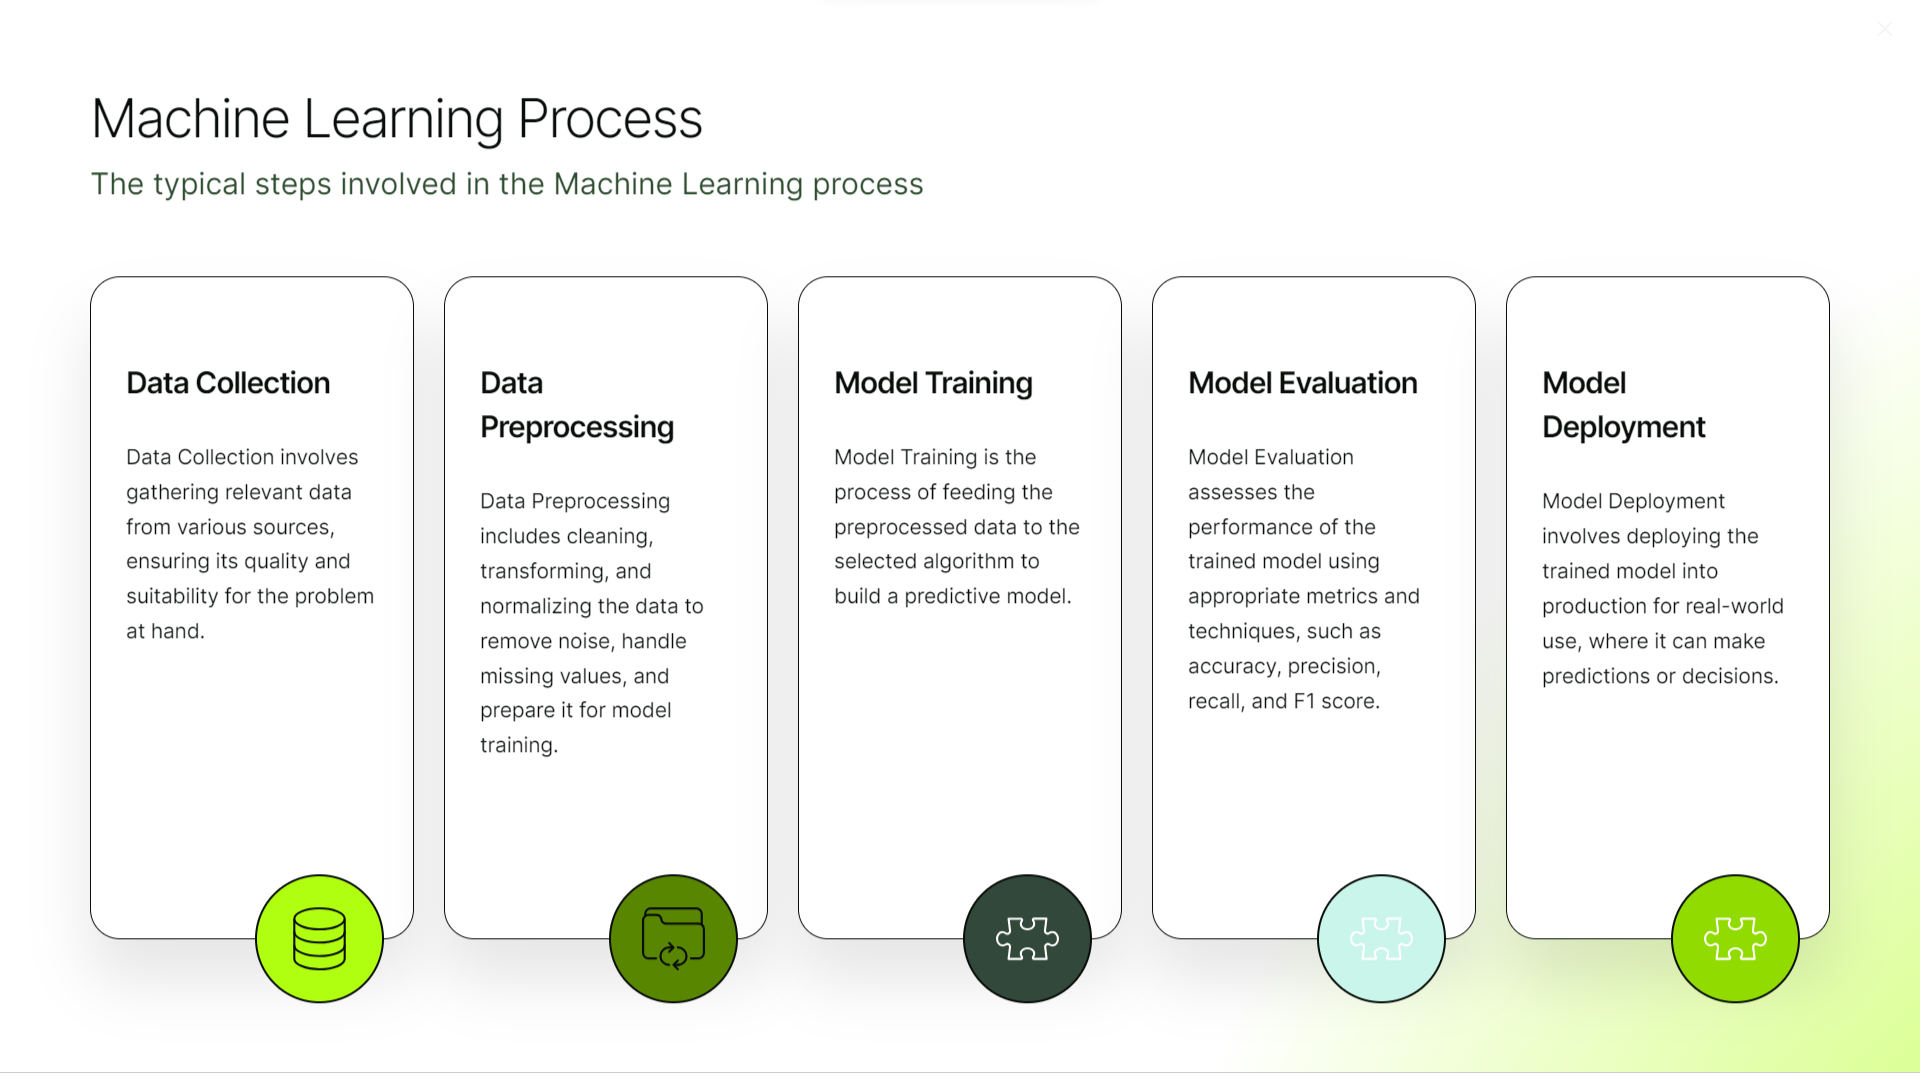 Machine Learning Process
The typical steps involved in the Machine Learning process
Data Collection
Data Collection involves
gathering relevant data
from various sources,
ensuring its quality and
suitability for the problem
at hand.
Data
Preprocessing
Data Preprocessing
includes cleaning,
transforming, and
normalizing the data to
remove noise, handle
missing values, and
prepare it for model
training.
Model Training
Model Training is the
process of feeding the
preprocessed data to the
selected algorithm to
build a predictive model.
Model Evaluation
Model Evaluation
assesses the
performance of the
trained model using
appropriate metrics and
techniques, such as
accuracy, precision,
recall, and F1 score.
Model
Deployment
Model Deployment
involves deploying the
trained model into
production for real-world
use, where it can make
predictions or decisions.